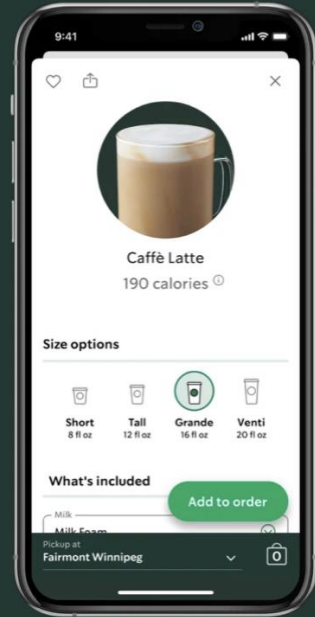 9:41
Caffè Latte
190 calories
Size options
Short
8 fl oz
Tall
12 fl oz
Grande
16 fl oz
Venti
20 fl oz
What's included
Add to order
Milk
Milk Foam
Pickup at
Fairmont Winnipeg
0